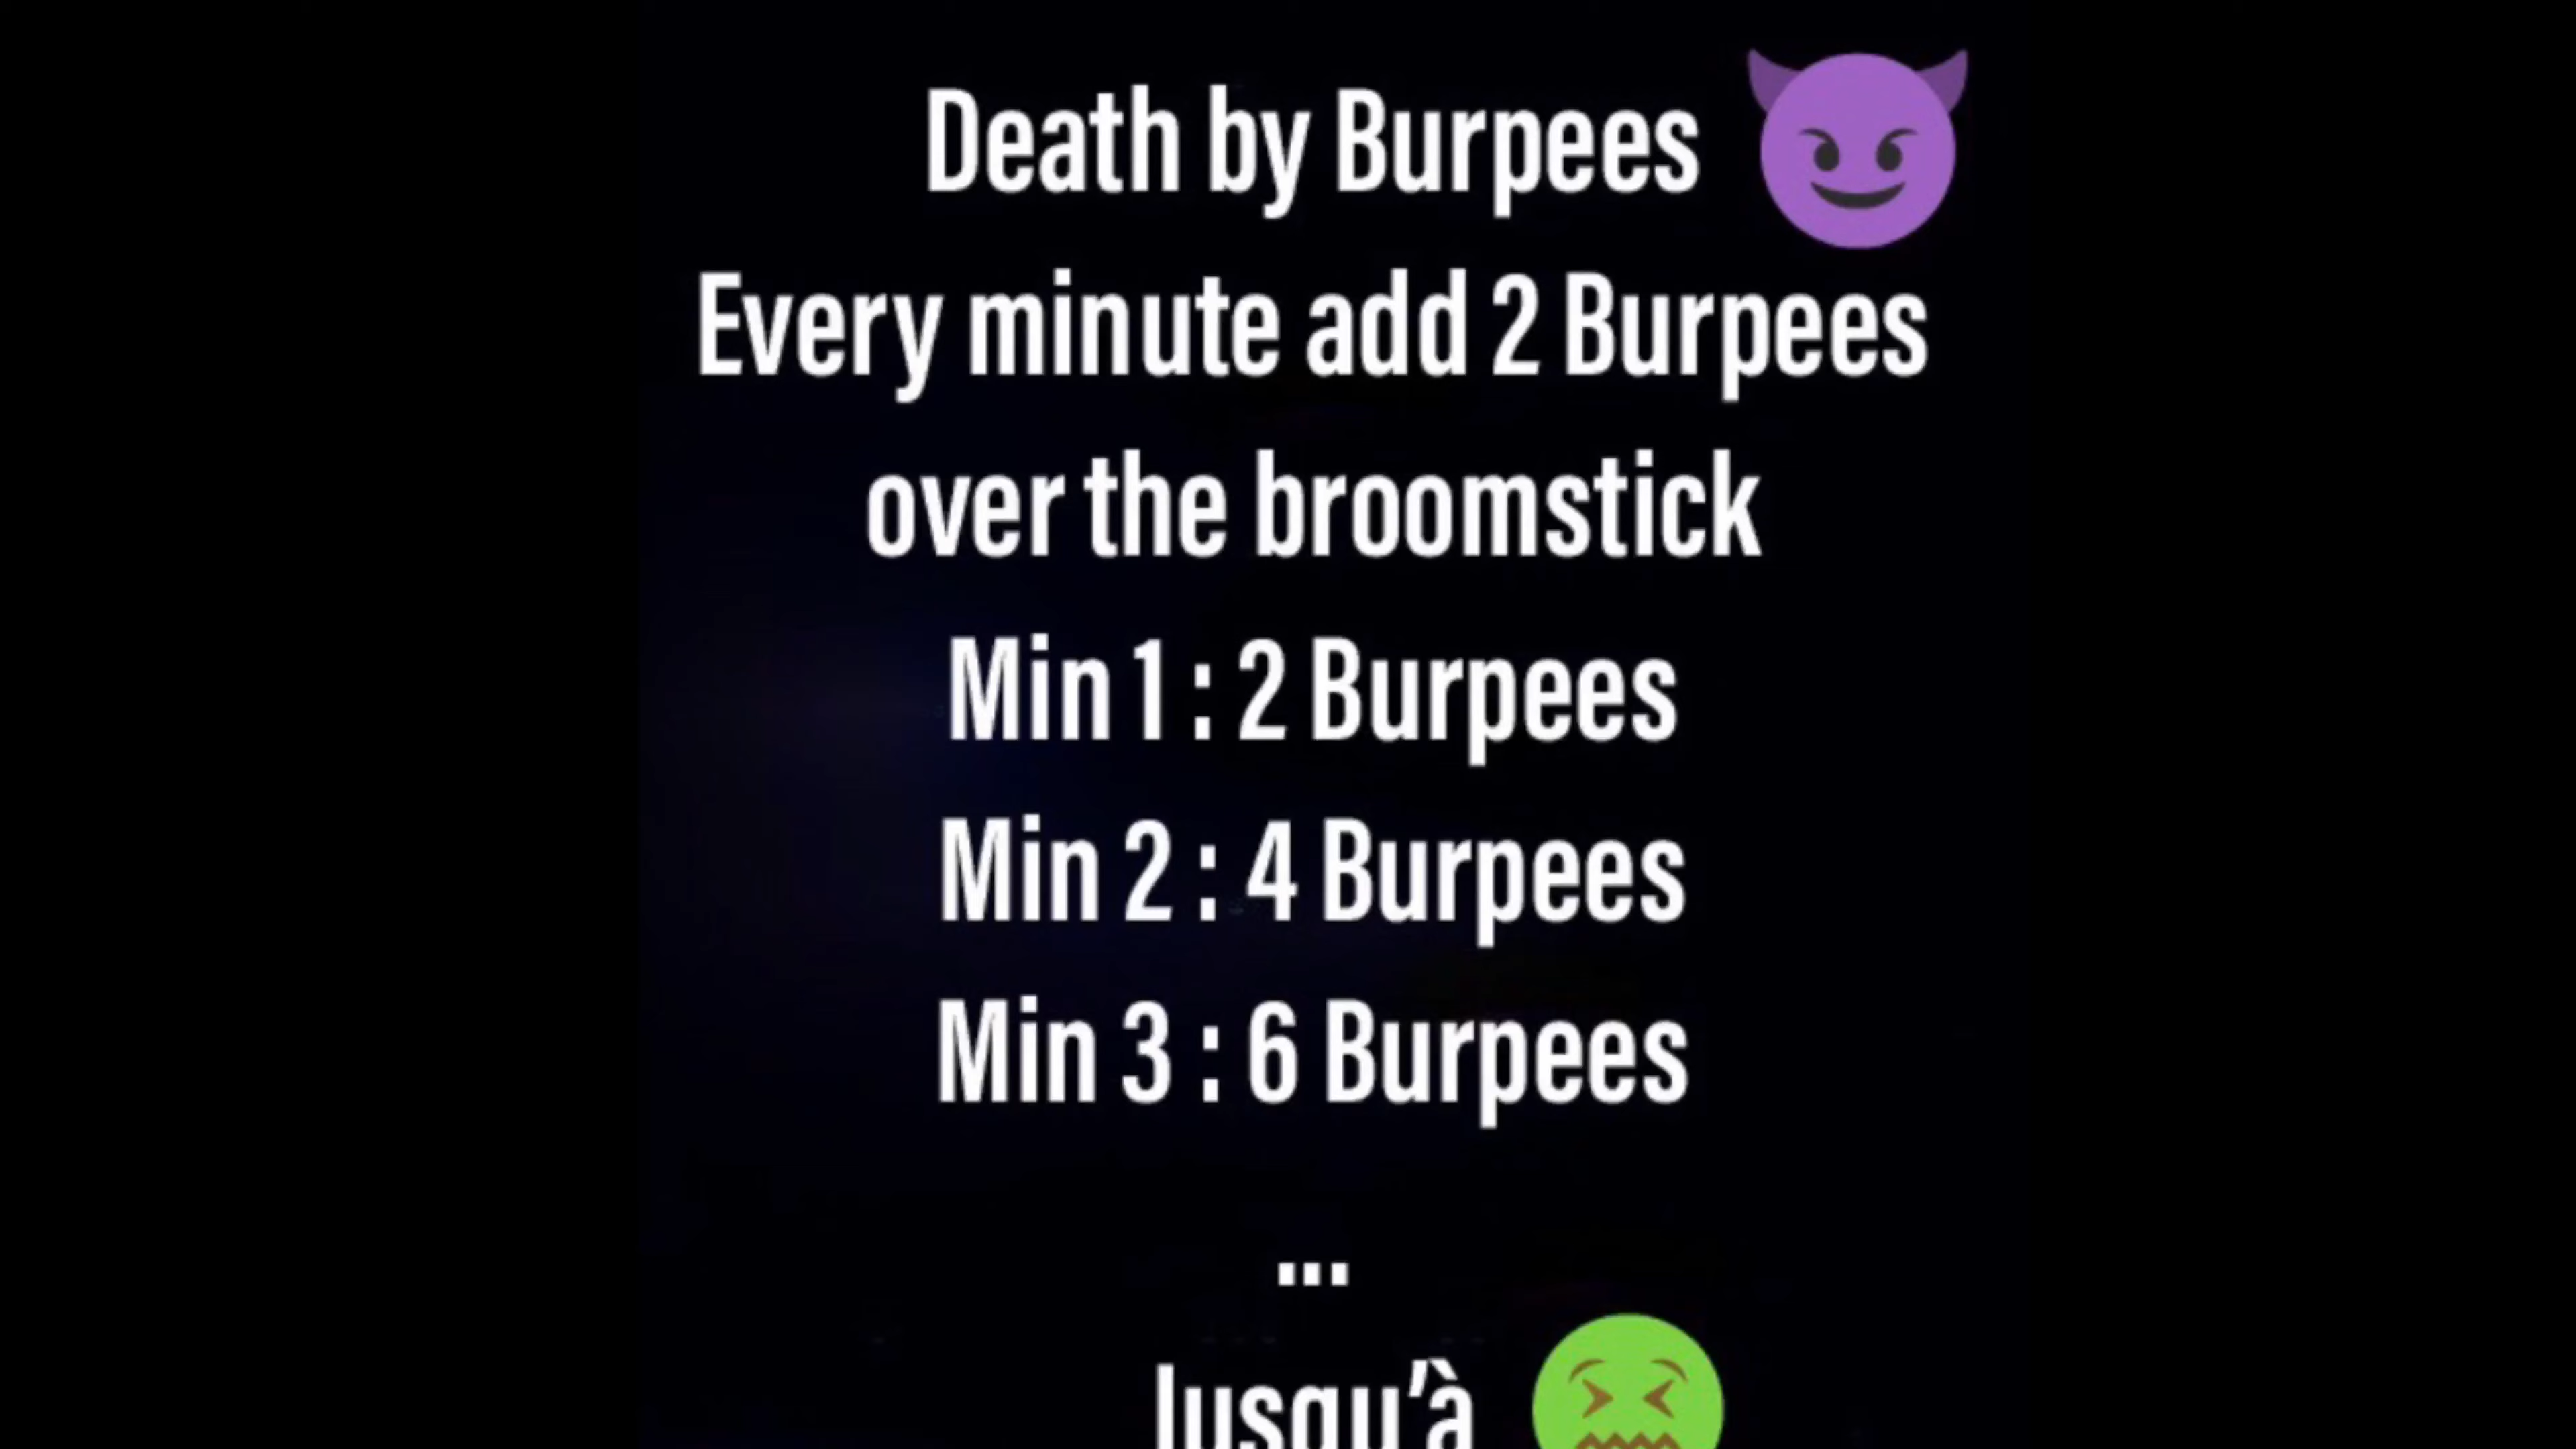 Death by Burpees 😈
Every minute add 2 Burpees
over the broomstick
Min 1 : 2 Burpees
Min 2 : 4 Burpees
Min 3 : 6 Burpees
...
Jusqu’à